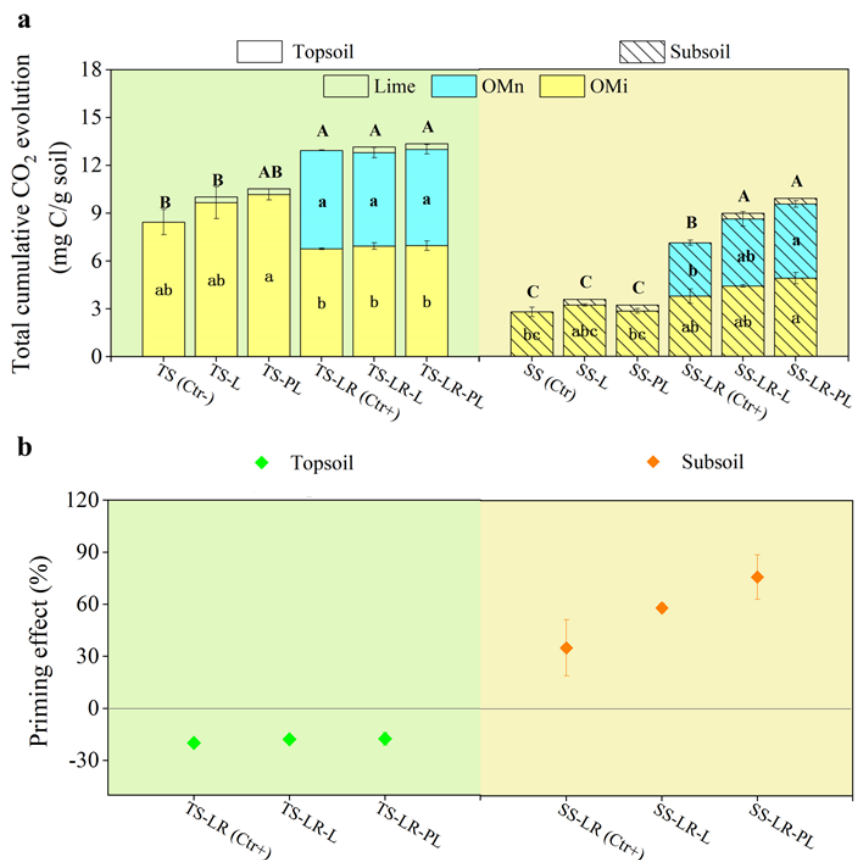 a
Topsoil
Subsoil
Lime
OMn
OMi
Total cumulative CO₂ evolution
(mg C/g soil)
18
15
12
9
6
3
0
B
B
AB
A
A
A
C
C
C
B
A
A
a
a
a
b
ab
a
ab
ab
a
b
b
b
bc
abc
bc
ab
ab
a
TS (Ctr-)
TS-L
TS-PL
TS-LR (Ctr+)
TS-LR-L
TS-LR-PL
SS (Ctr)
SS-L
SS-PL
SS-LR (Ctr+)
SS-LR-L
SS-LR-PL
b
Topsoil
Subsoil
Priming effect (%)
120
90
60
30
0
-30
TS-LR (Ctr+)
TS-LR-L
TS-LR-PL
SS-LR (Ctr+)
SS-LR-L
SS-LR-PL